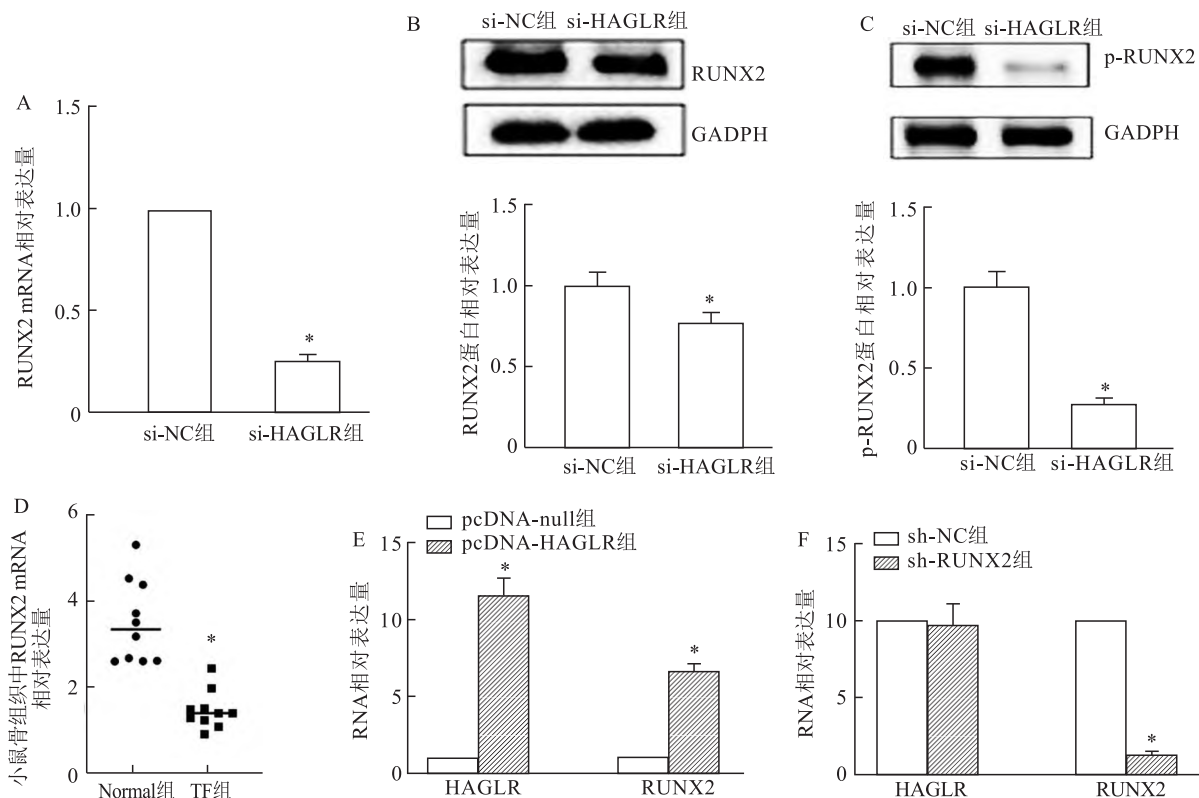 A
1.5
1.0
0.5
0
RUNX2 mRNA相对表达量
*
si-NC组
si-HAGLR组
B
si-NC组 si-HAGLR组
RUNX2
GADPH
1.5
1.0
0.5
0
RUNX2蛋白相对表达量
*
si-NC组
si-HAGLR组
C
si-NC组 si-HAGLR组
p-RUNX2
GADPH
1.5
1.0
0.5
0
p-RUNX2蛋白相对表达量
*
si-NC组
si-HAGLR组
D
6
4
2
0
小鼠骨组织中RUNX2 mRNA
相对表达量
*
Normal组
TF组
E
pcDNA-null组
pcDNA-HAGLR组
15
10
5
0
RNA相对表达量
*
*
HAGLR
RUNX2
F
sh-NC组
sh-RUNX2组
15
10
5
0
RNA相对表达量
*
HAGLR
RUNX2